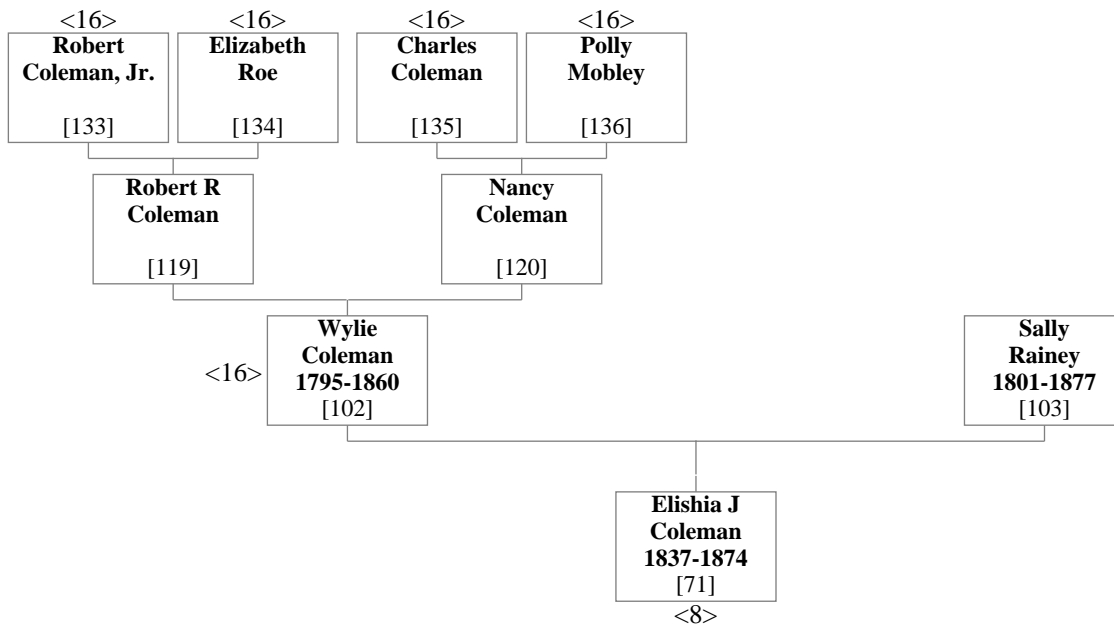 <16>
Robert
Coleman, Jr.
[133]
<16>
Elizabeth
Roe
[134]
<16>
Charles
Coleman
[135]
<16>
Polly
Mobley
[136]
Robert R
Coleman
[119]
Nancy
Coleman
[120]
<16>
Wylie
Coleman
1795-1860
[102]
Sally
Rainey
1801-1877
[103]
Elishia J
Coleman
1837-1874
[71]
<8>